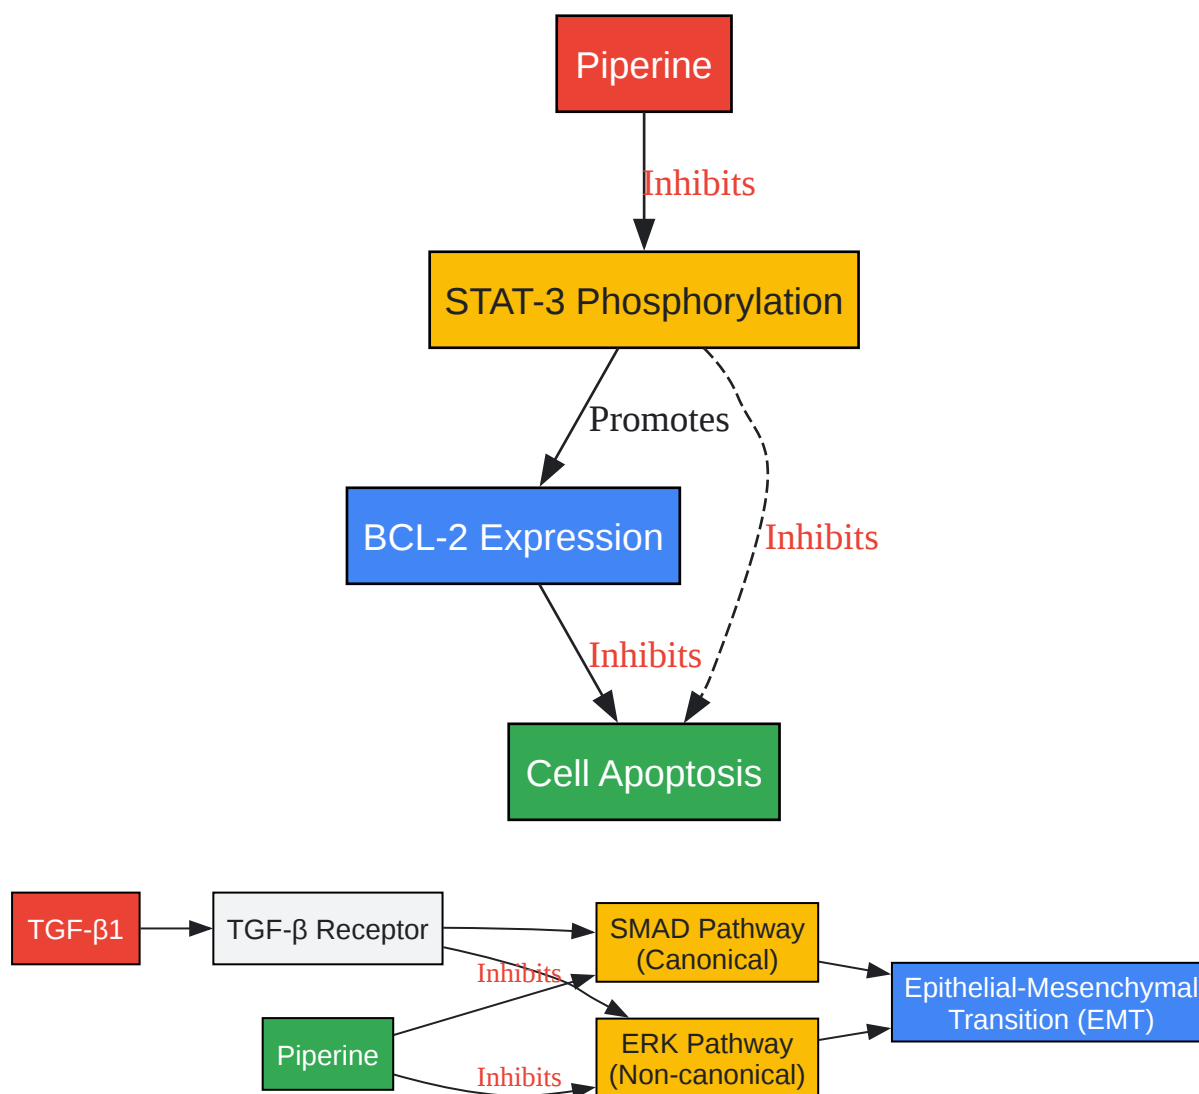 Piperine
Inhibits
STAT-3 Phosphorylation
Promotes
BCL-2 Expression
Inhibits
Inhibits
Cell Apoptosis
TGF-β1
TGF-β Receptor
SMAD Pathway
(Canonical)
Inhibits
Epithelial-Mesenchymal
Transition (EMT)
Piperine
ERK Pathway
(Non-canonical)
Inhibits